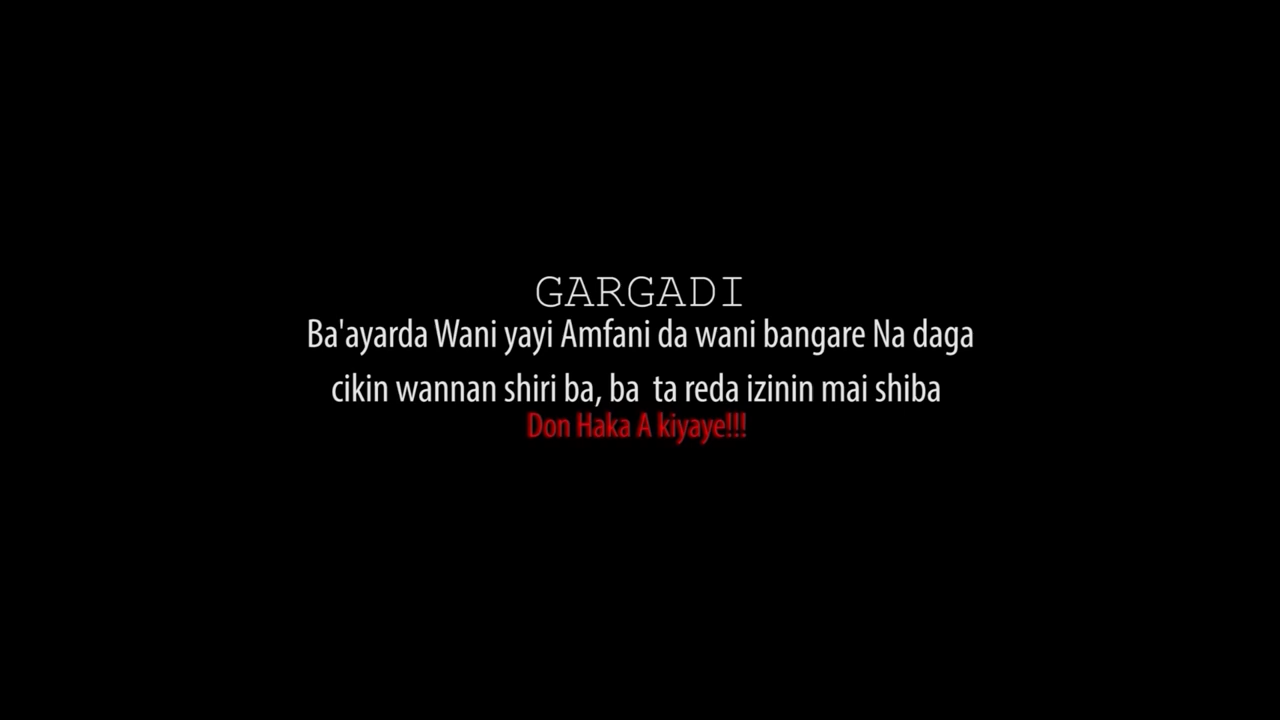 GARGADI
Ba'ayarda Wani yayi Amfani da wani bangare Na daga
cikin wannan shiri ba, ba ta reda izinin mai shiba
Don Haka A kiyaye!!!